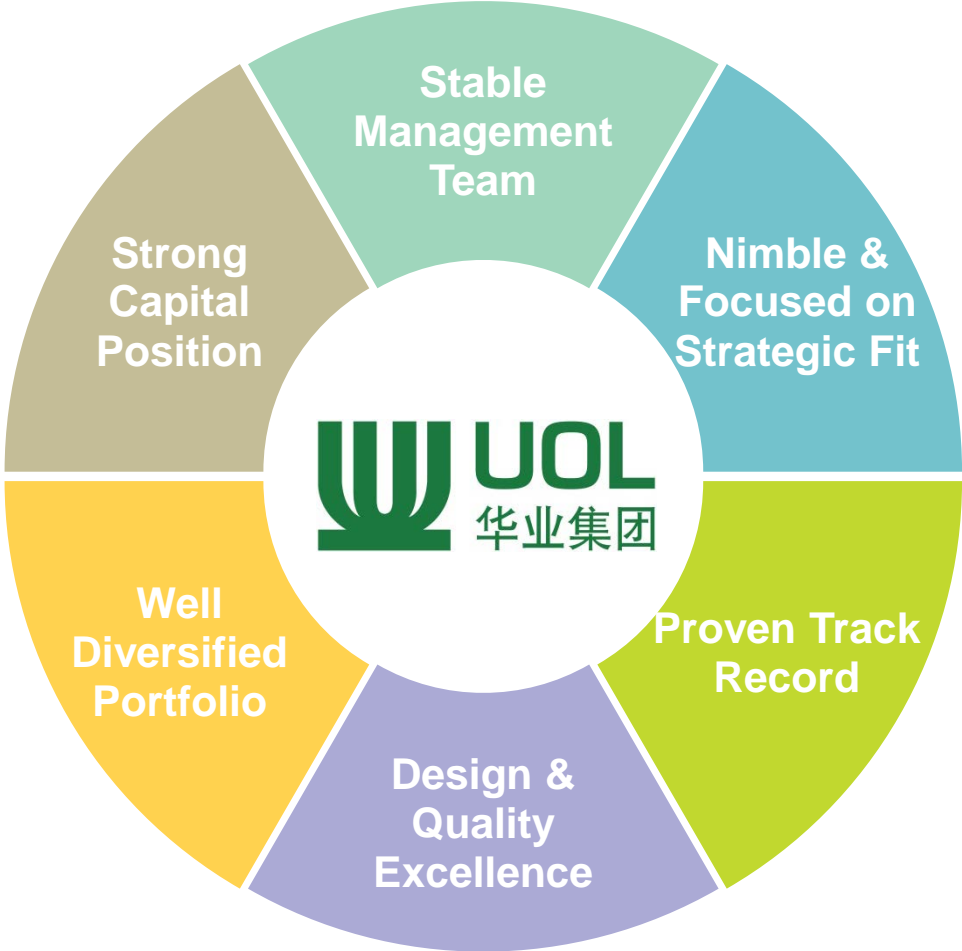 Stable
Management
Team
Nimble &
Focused on
Strategic Fit
Proven Track
Record
Design &
Quality
Excellence
Well
Diversified
Portfolio
Strong
Capital
Position
UOL
华业集团